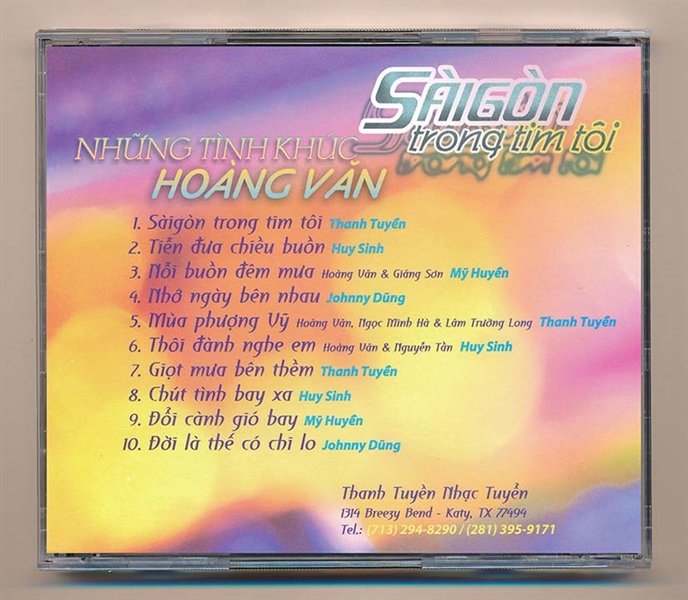 SÀIGÒN
trong tim tôi
NHỮNG TÌNH KHÚC
HOÀNG VĂN
1. Sàigòn trong tim tôi Thanh Tuyền
2. Tiễn đưa chiều buồn Huy Sinh
3. Nỗi buồn đêm mưa Hoàng Văn & Giáng Sơn Mỹ Huyền
4. Nhớ ngày bên nhau Johnny Dũng
5. Mùa phượng Vỹ Hoàng Văn, Ngọc Minh Hà & Lâm Trường Long Thanh Tuyền
6. Thôi đành nghe em Hoàng Văn & Nguyễn Tấn Huy Sinh
7. Giọt mưa bên thềm Thanh Tuyền
8. Chút tình bay xa Huy Sinh
9. Đồi cành gió bay Mỹ Huyền
10. Đời là thế có chi lo Johnny Dũng
Thanh Tuyền Nhạc Tuyển
1314 Breezy Bend - Katy, TX 77494
Tel.: (713) 294-8290 / (281) 395-9171